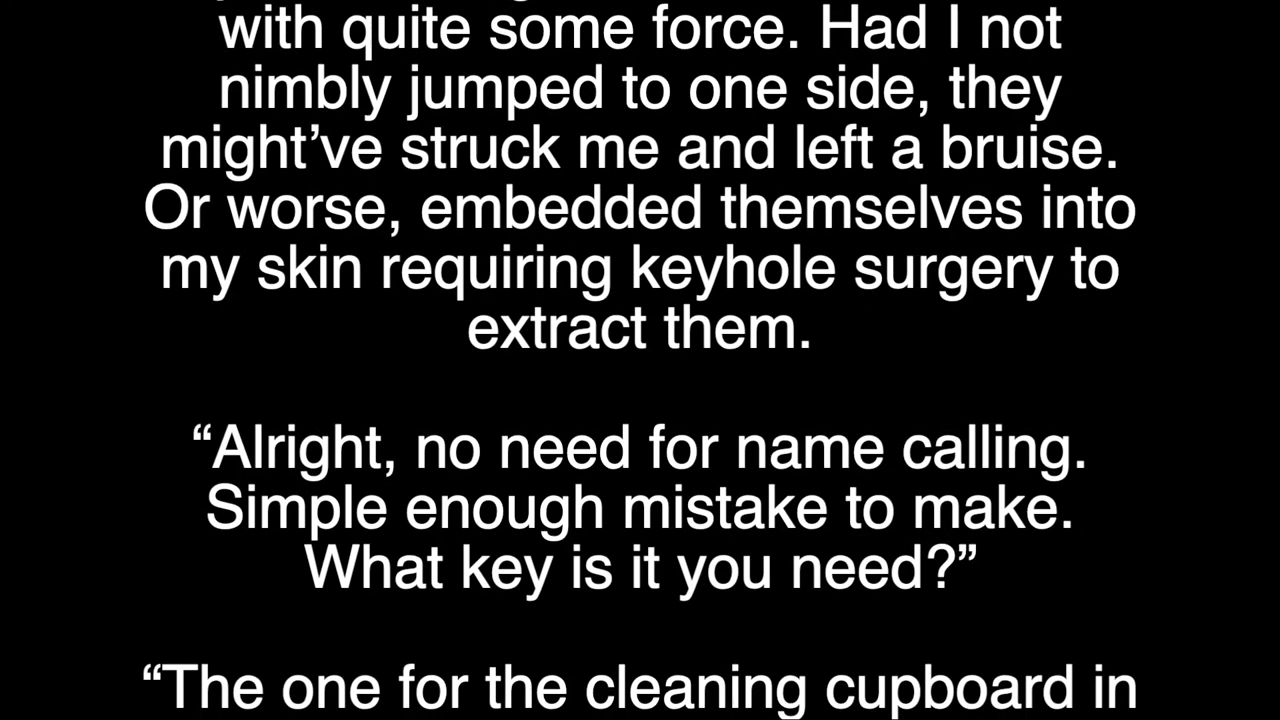 with quite some force. Had I not
nimbly jumped to one side, they
might’ve struck me and left a bruise.
Or worse, embedded themselves into
my skin requiring keyhole surgery to
extract them.
“Alright, no need for name calling.
Simple enough mistake to make.
What key is it you need?”
“The one for the cleaning cupboard in